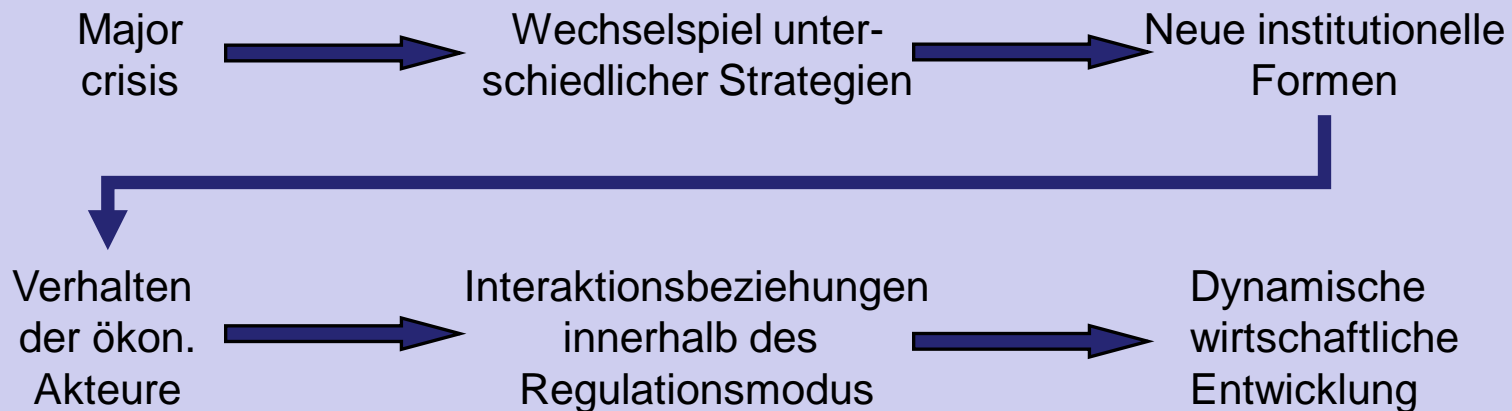 Major
crisis
Wechselspiel unter-
schiedlicher Strategien
Neue institutionelle
Formen
Verhalten
der ökon.
Akteure
Interaktionsbeziehungen
innerhalb des
Regulationsmodus
Dynamische
wirtschaftliche
Entwicklung